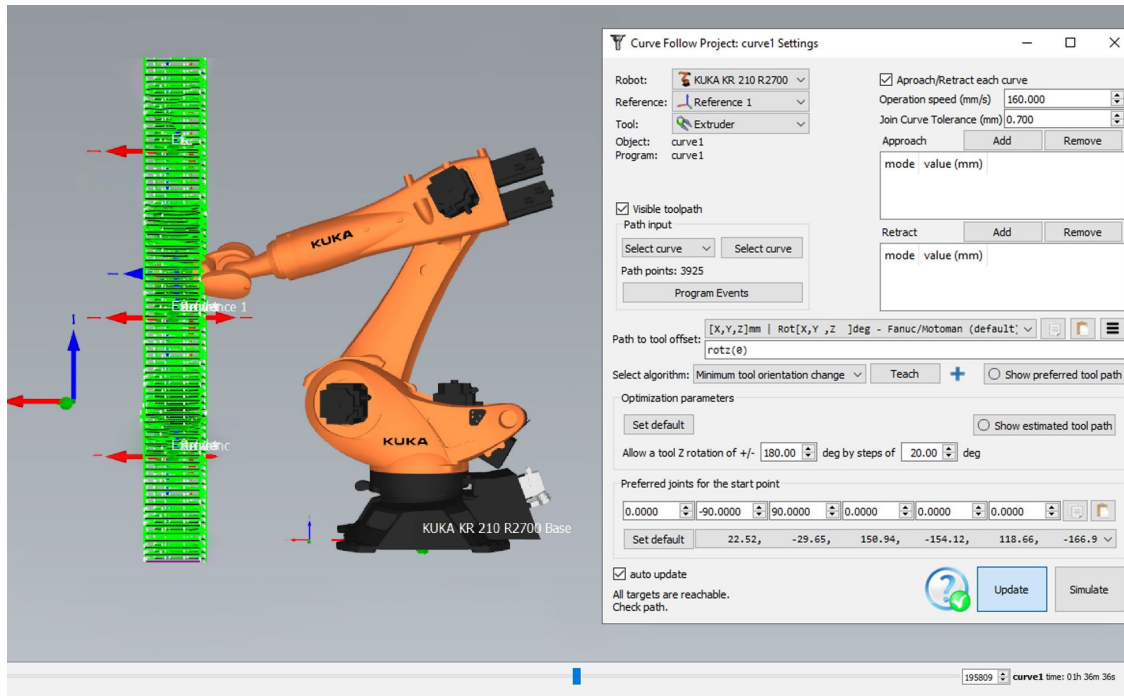 Curve Follow Project: curve1 Settings
Robot: KUKA KR 210 R2700
Reference: Reference 1
Tool: Extruder
Object: curve1
Program: curve1
Visible toolpath
Path input
Select curve Select curve
Path points: 3925
Program Events
Aproach/Retract each curve
Operation speed (mm/s) 160.000
Join Curve Tolerance (mm) 0.700
Approach Add Remove
mode value (mm)
Retract Add Remove
mode value (mm)
Path to tool offset: [X,Y,Z]mm | Rot[X,Y ,Z ]deg - Fanuc/Motoman (default)
rotz(0)
Select algorithm: Minimum tool orientation change Teach Show preferred tool path
Optimization parameters
Set default Show estimated tool path
Allow a tool Z rotation of +/- 180.00 deg by steps of 20.00 deg
Preferred joints for the start point
0.0000 -90.0000 90.0000 0.0000 0.0000 0.0000
Set default 22.52, -29.65, 150.94, -154.12, 118.66, -166.9
auto update
All targets are reachable.
Check path.
Update Simulate
KUKA
KUKA
KUKA KR 210 R2700 Base
195809 curve1 time: 01h 36m 36s